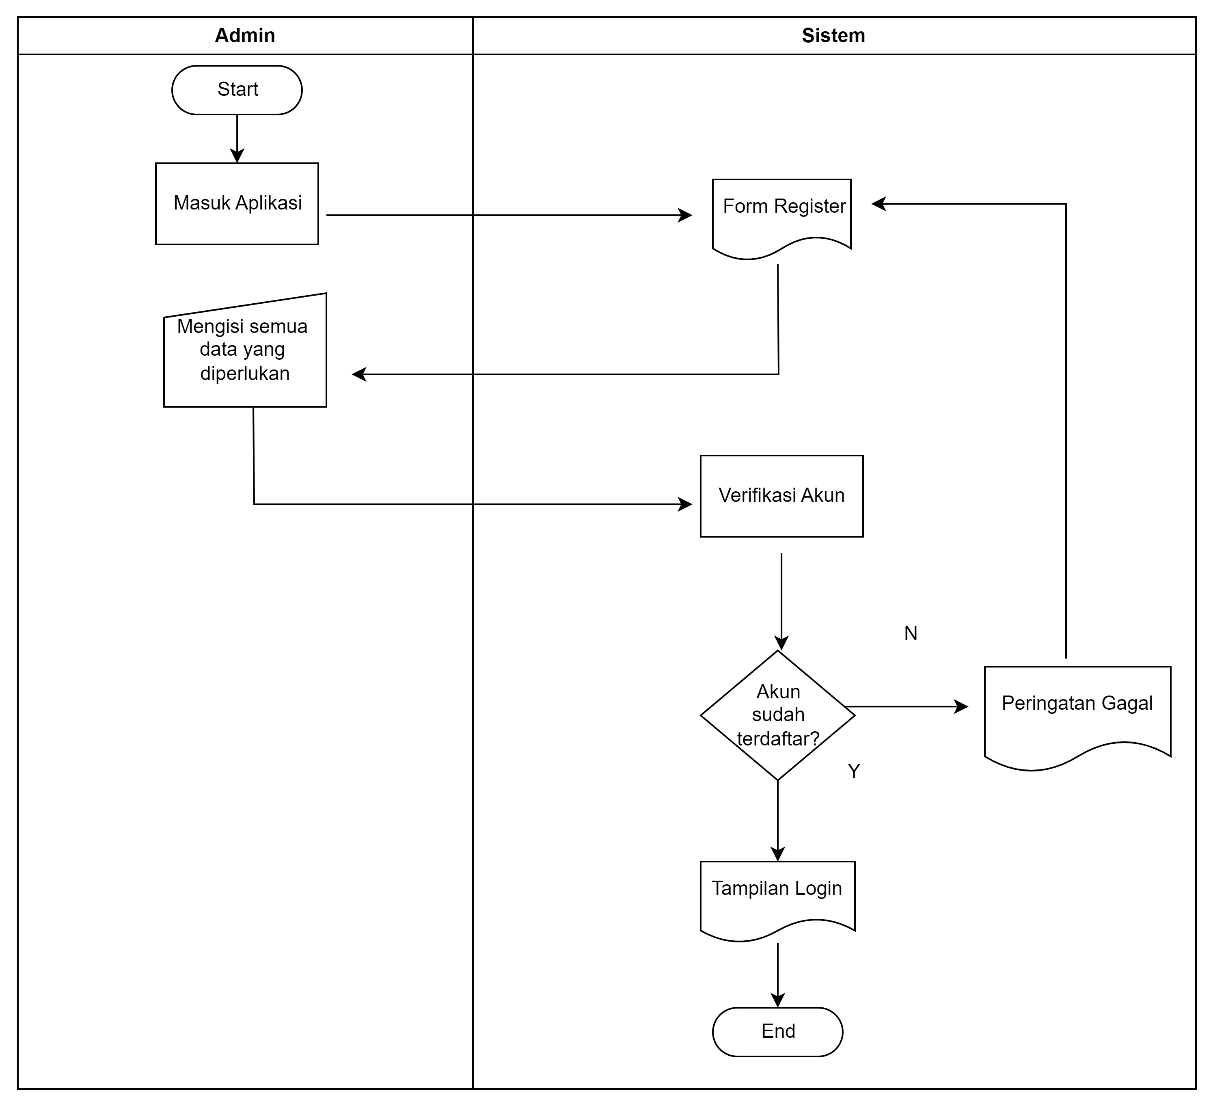 Admin
Sistem
Start
Masuk Aplikasi
Form Register
Mengisi semua
data yang
diperlukan
Verifikasi Akun
N
Akun
sudah
terdaftar?
Peringatan Gagal
Y
Tampilan Login
End